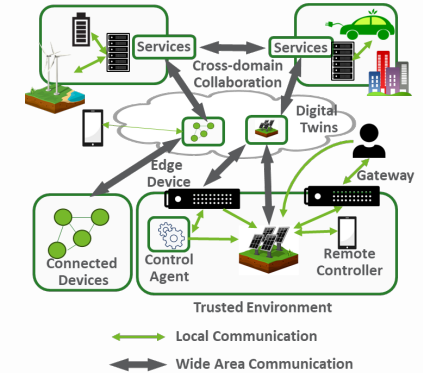 Services
Services
Cross-domain
Collaboration
Digital
Twins
Edge
Device
Gateway
Connected
Devices
Control
Agent
Remote
Controller
Trusted Environment
Local Communication
Wide Area Communication